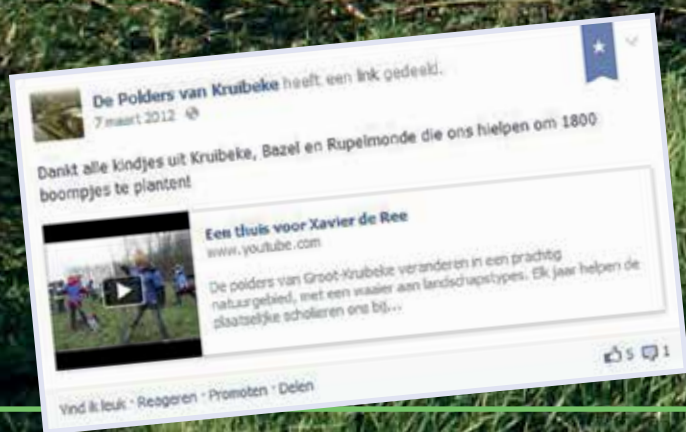 De Polders van Kruibeke heeft een link gedeeld.
7 maart 2012
Dankt alle kindjes uit Kruibeke, Bazel en Rupelmonde die ons hielpen om 1800
boompjes te planten!
Een thuis voor Xavier de Ree
www.youtube.com
De polders van Groot-Kruibeke veranderen in een prachtig
natuurgebied, met een waaier aan landschapstypes. Elk jaar helpen de
plaatselijke scholieren ons bij...
Vind ik leuk · Reageren · Promoten · Delen
5 1